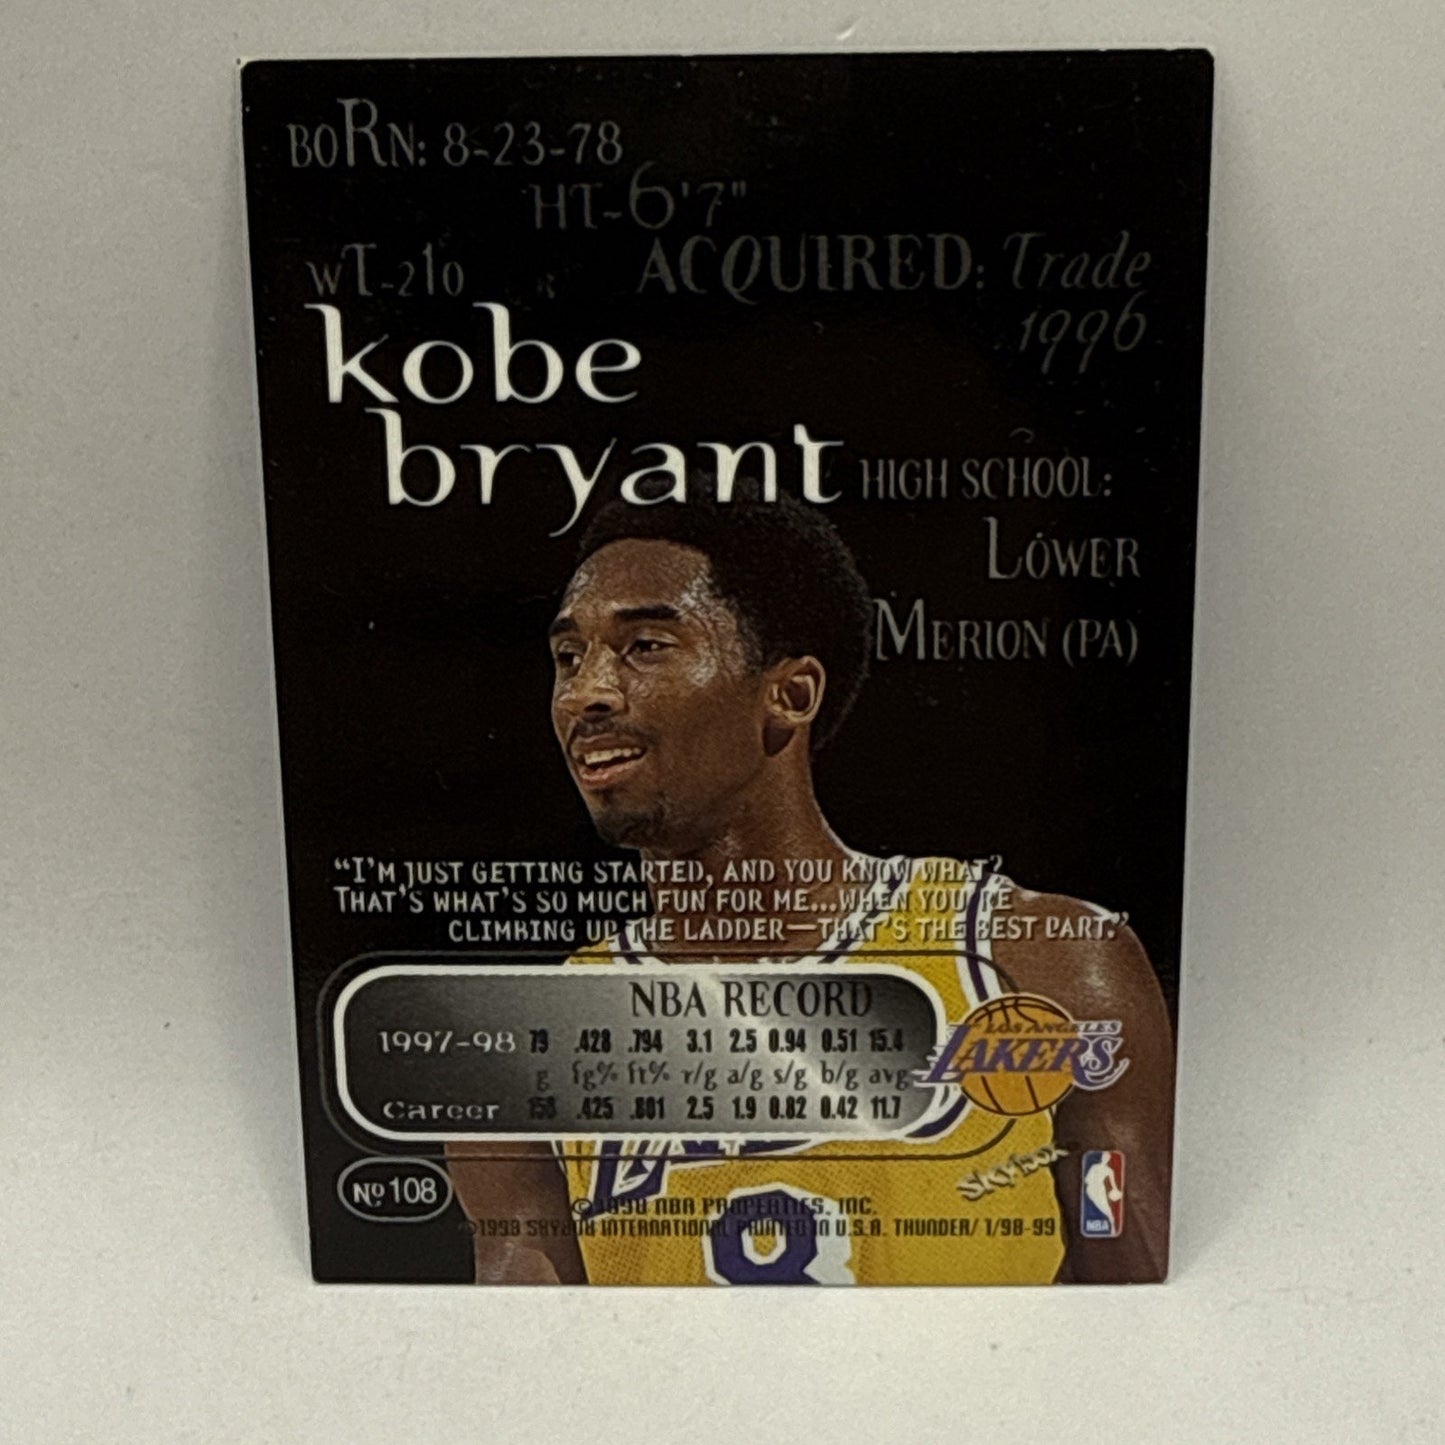 BORN: 8-23-78
HT-6'7"
WT-210
ACQUIRED: Trade
1996
kobe
bryant
HIGH SCHOOL:
LOWER
MERION (PA)
“I'M JUST GETTING STARTED, AND YOU KNOW WHAT?
THAT'S WHAT'S SO MUCH FUN FOR ME...WHEN YOU'RE
CLIMBING UP THE LADDER—THAT'S THE BEST PART.”
NBA RECORD
1997-98 79 .428 .794 3.1 2.5 0.94 0.51 15.4
g fg% ft% r/g a/g s/g b/g avg
Career 150 .425 .801 2.5 1.9 0.82 0.42 11.7
LOS ANGELES
LAKERS
Nº 108
SkyBox
NBA
8
©1998 NBA PROPERTIES, INC.
©1998 SKYBOX INTERNATIONAL PRINTED IN U.S.A. THUNDER/ 1/98-99